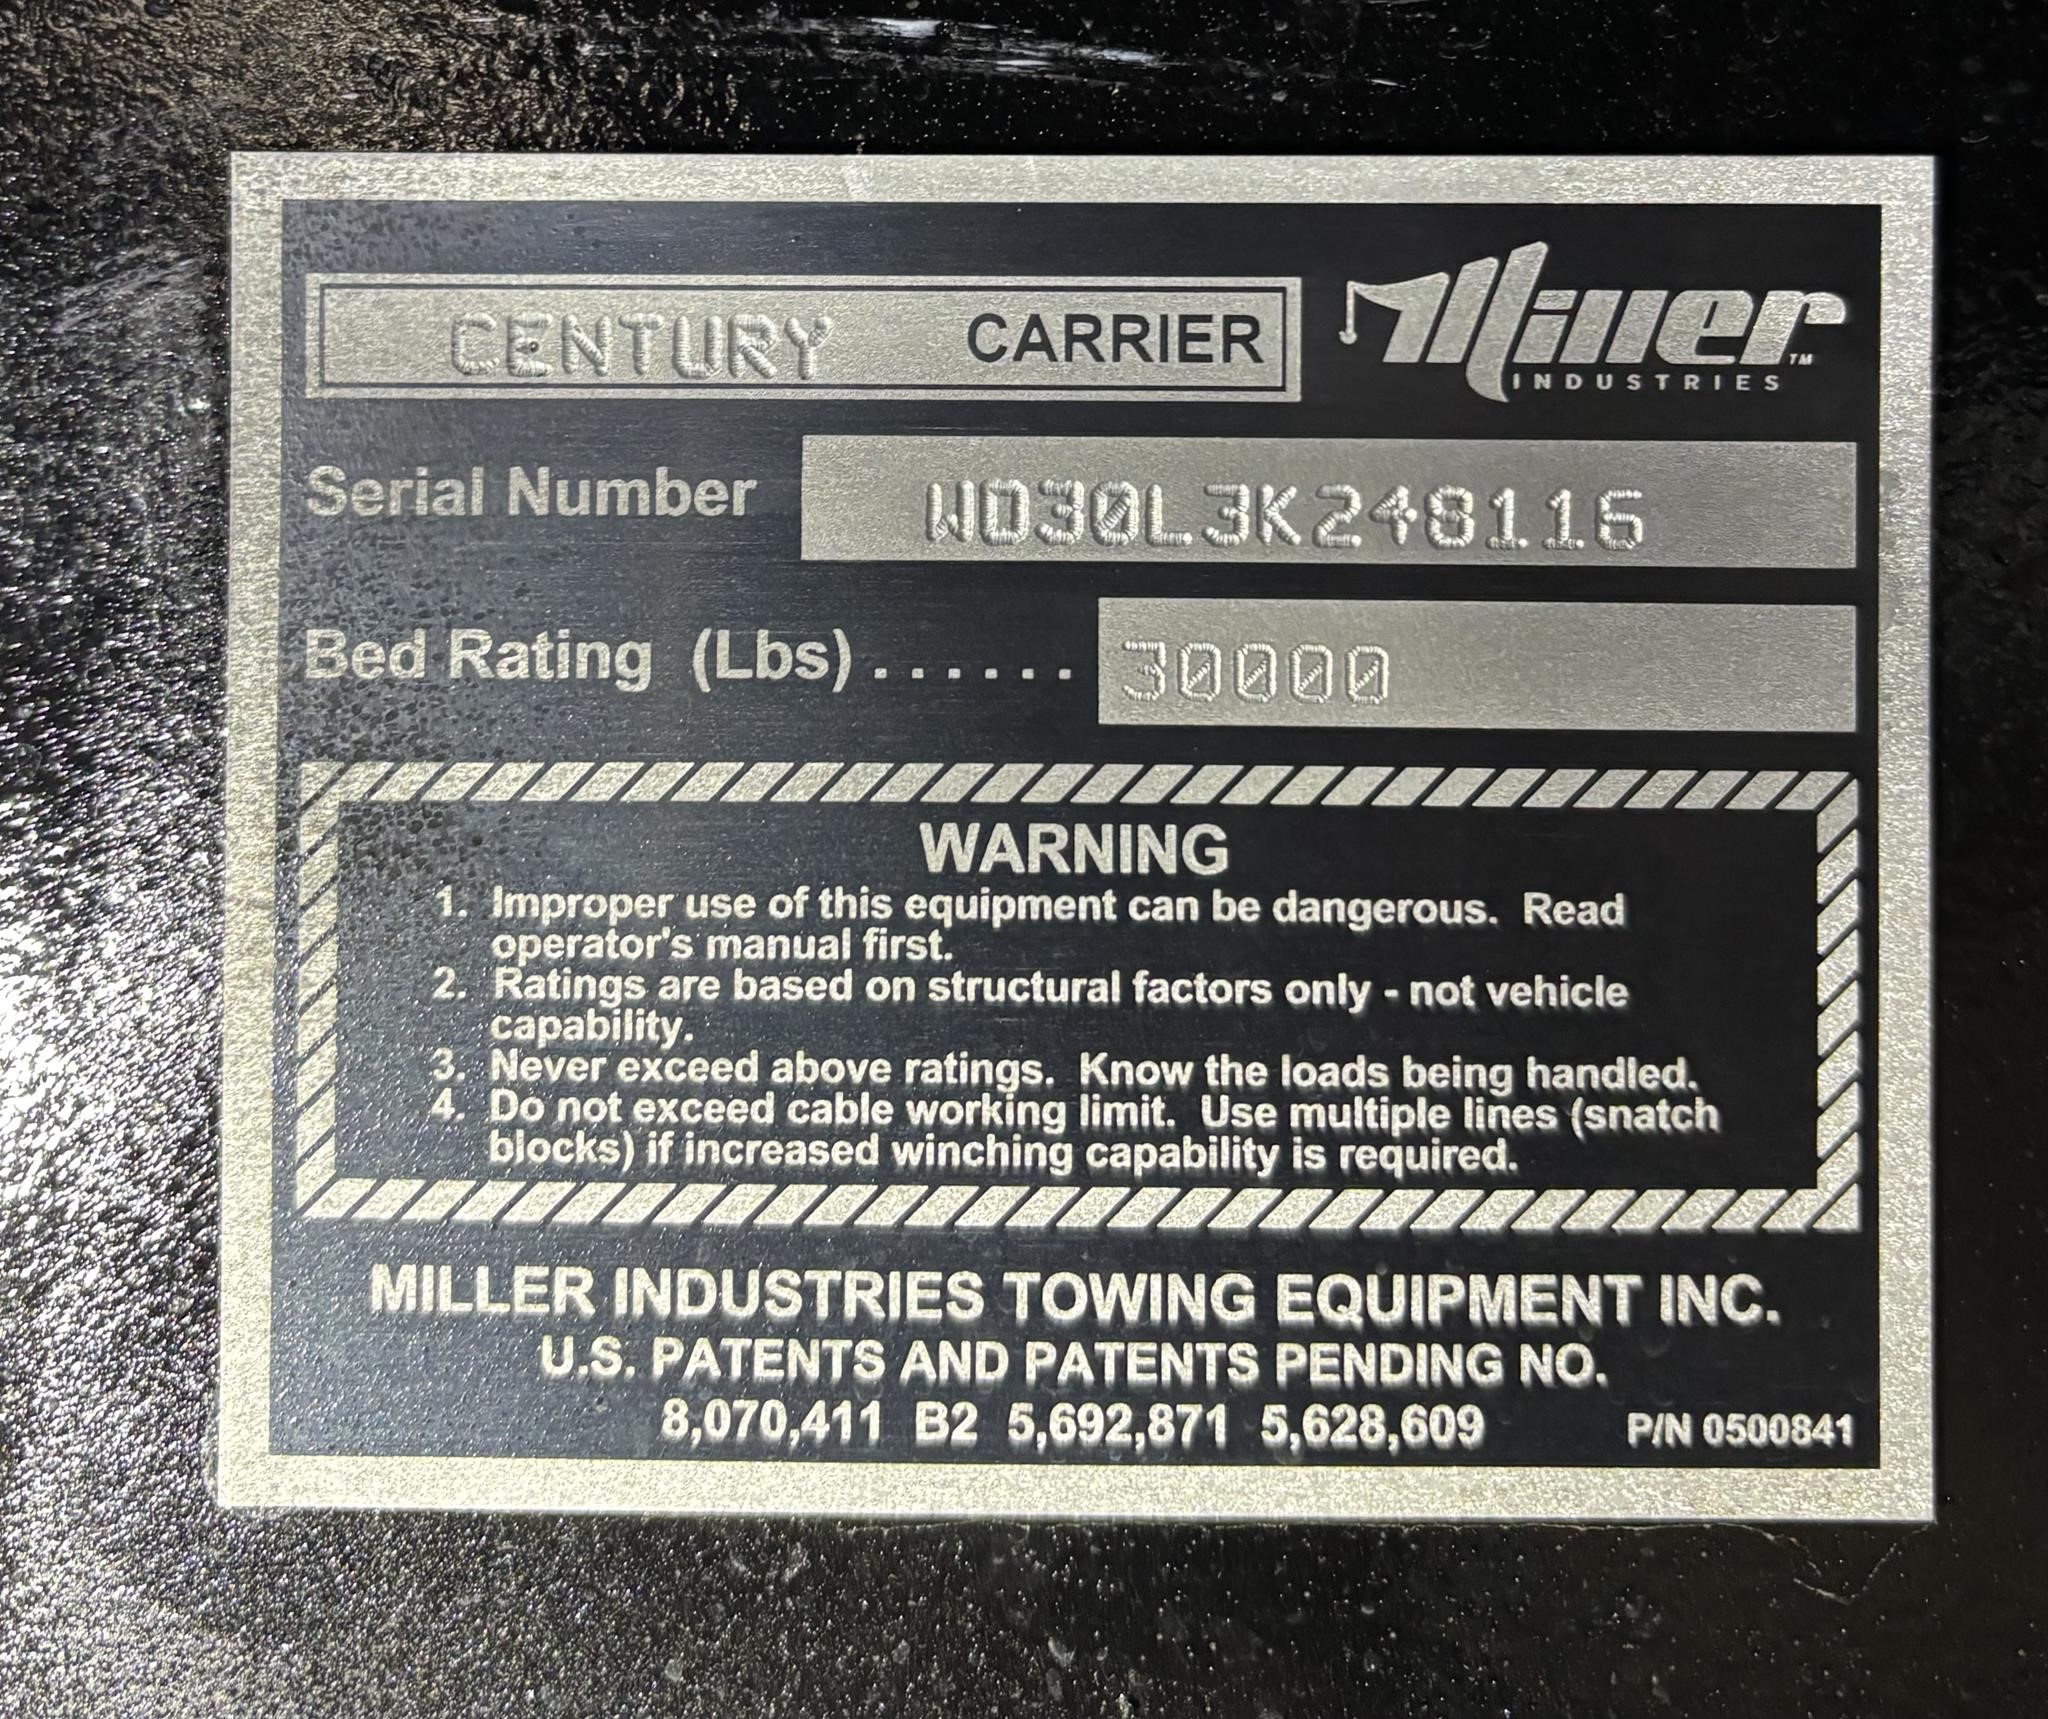 CENTURY CARRIER Miller™
INDUSTRIES
Serial Number WD30L3K248116
Bed Rating (Lbs) ...... 30000
WARNING
1. Improper use of this equipment can be dangerous. Read
operator's manual first.
2. Ratings are based on structural factors only - not vehicle
capability.
3. Never exceed above ratings. Know the loads being handled.
4. Do not exceed cable working limit. Use multiple lines (snatch
blocks) if increased winching capability is required.
MILLER INDUSTRIES TOWING EQUIPMENT INC.
U.S. PATENTS AND PATENTS PENDING NO.
8,070,411 B2 5,692,871 5,628,609 P/N 0500841